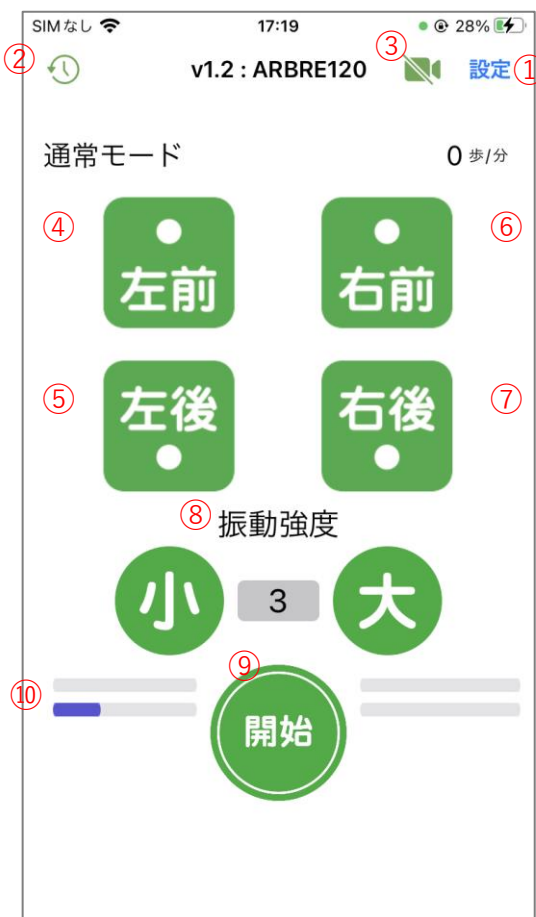 SIMなし 17:19 28%
② v1.2 : ARBRE120 ③ 設定 ①
通常モード 0 歩/分
④ 左前 右前 ⑥
⑤ 左後 右後 ⑦
⑧ 振動強度
小 3 大
⑨
⑩ 開始